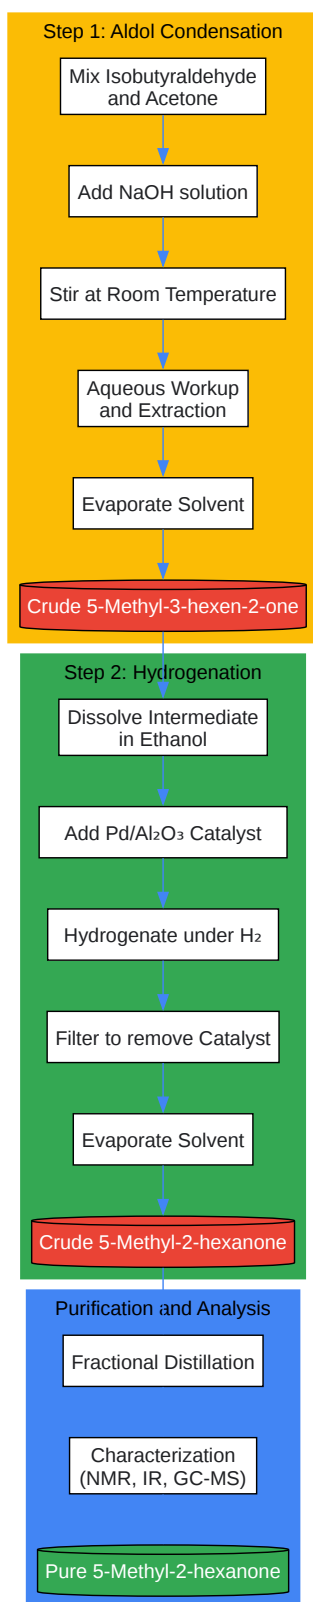 Step 1: Aldol Condensation
Mix Isobutyraldehyde
and Acetone
Add NaOH solution
Stir at Room Temperature
Aqueous Workup
and Extraction
Evaporate Solvent
Crude 5-Methyl-3-hexen-2-one
Step 2: Hydrogenation
Dissolve Intermediate
in Ethanol
Add Pd/Al₂O₃ Catalyst
Hydrogenate under H₂
Filter to remove Catalyst
Evaporate Solvent
Crude 5-Methyl-2-hexanone
Purification and Analysis
Fractional Distillation
Characterization
(NMR, IR, GC-MS)
Pure 5-Methyl-2-hexanone